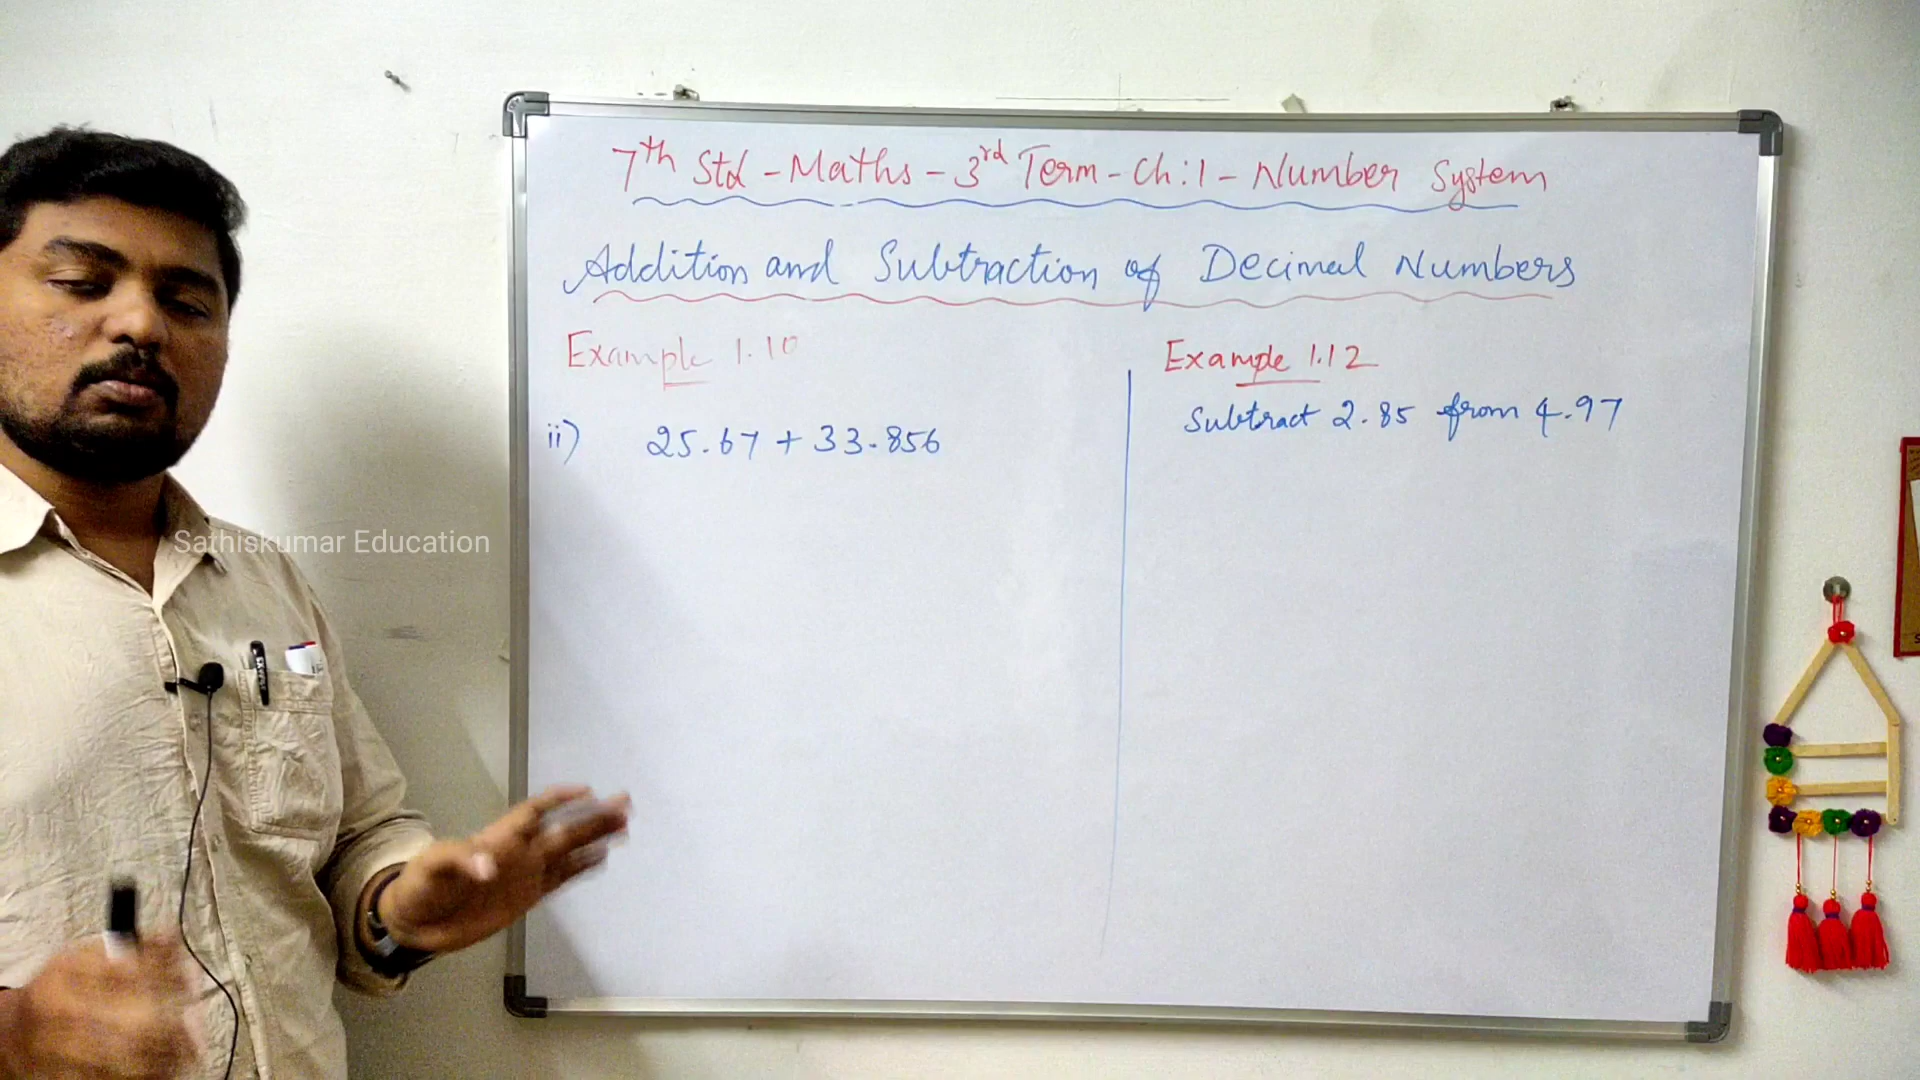 7th Std - Maths - 3rd Term - Ch:1 - Number System
Addition and Subtraction of Decimal Numbers
Example 1.10
ii) 25.67 + 33.856
Example 1.12
Subtract 2.85 from 4.97
Sathiskumar Education